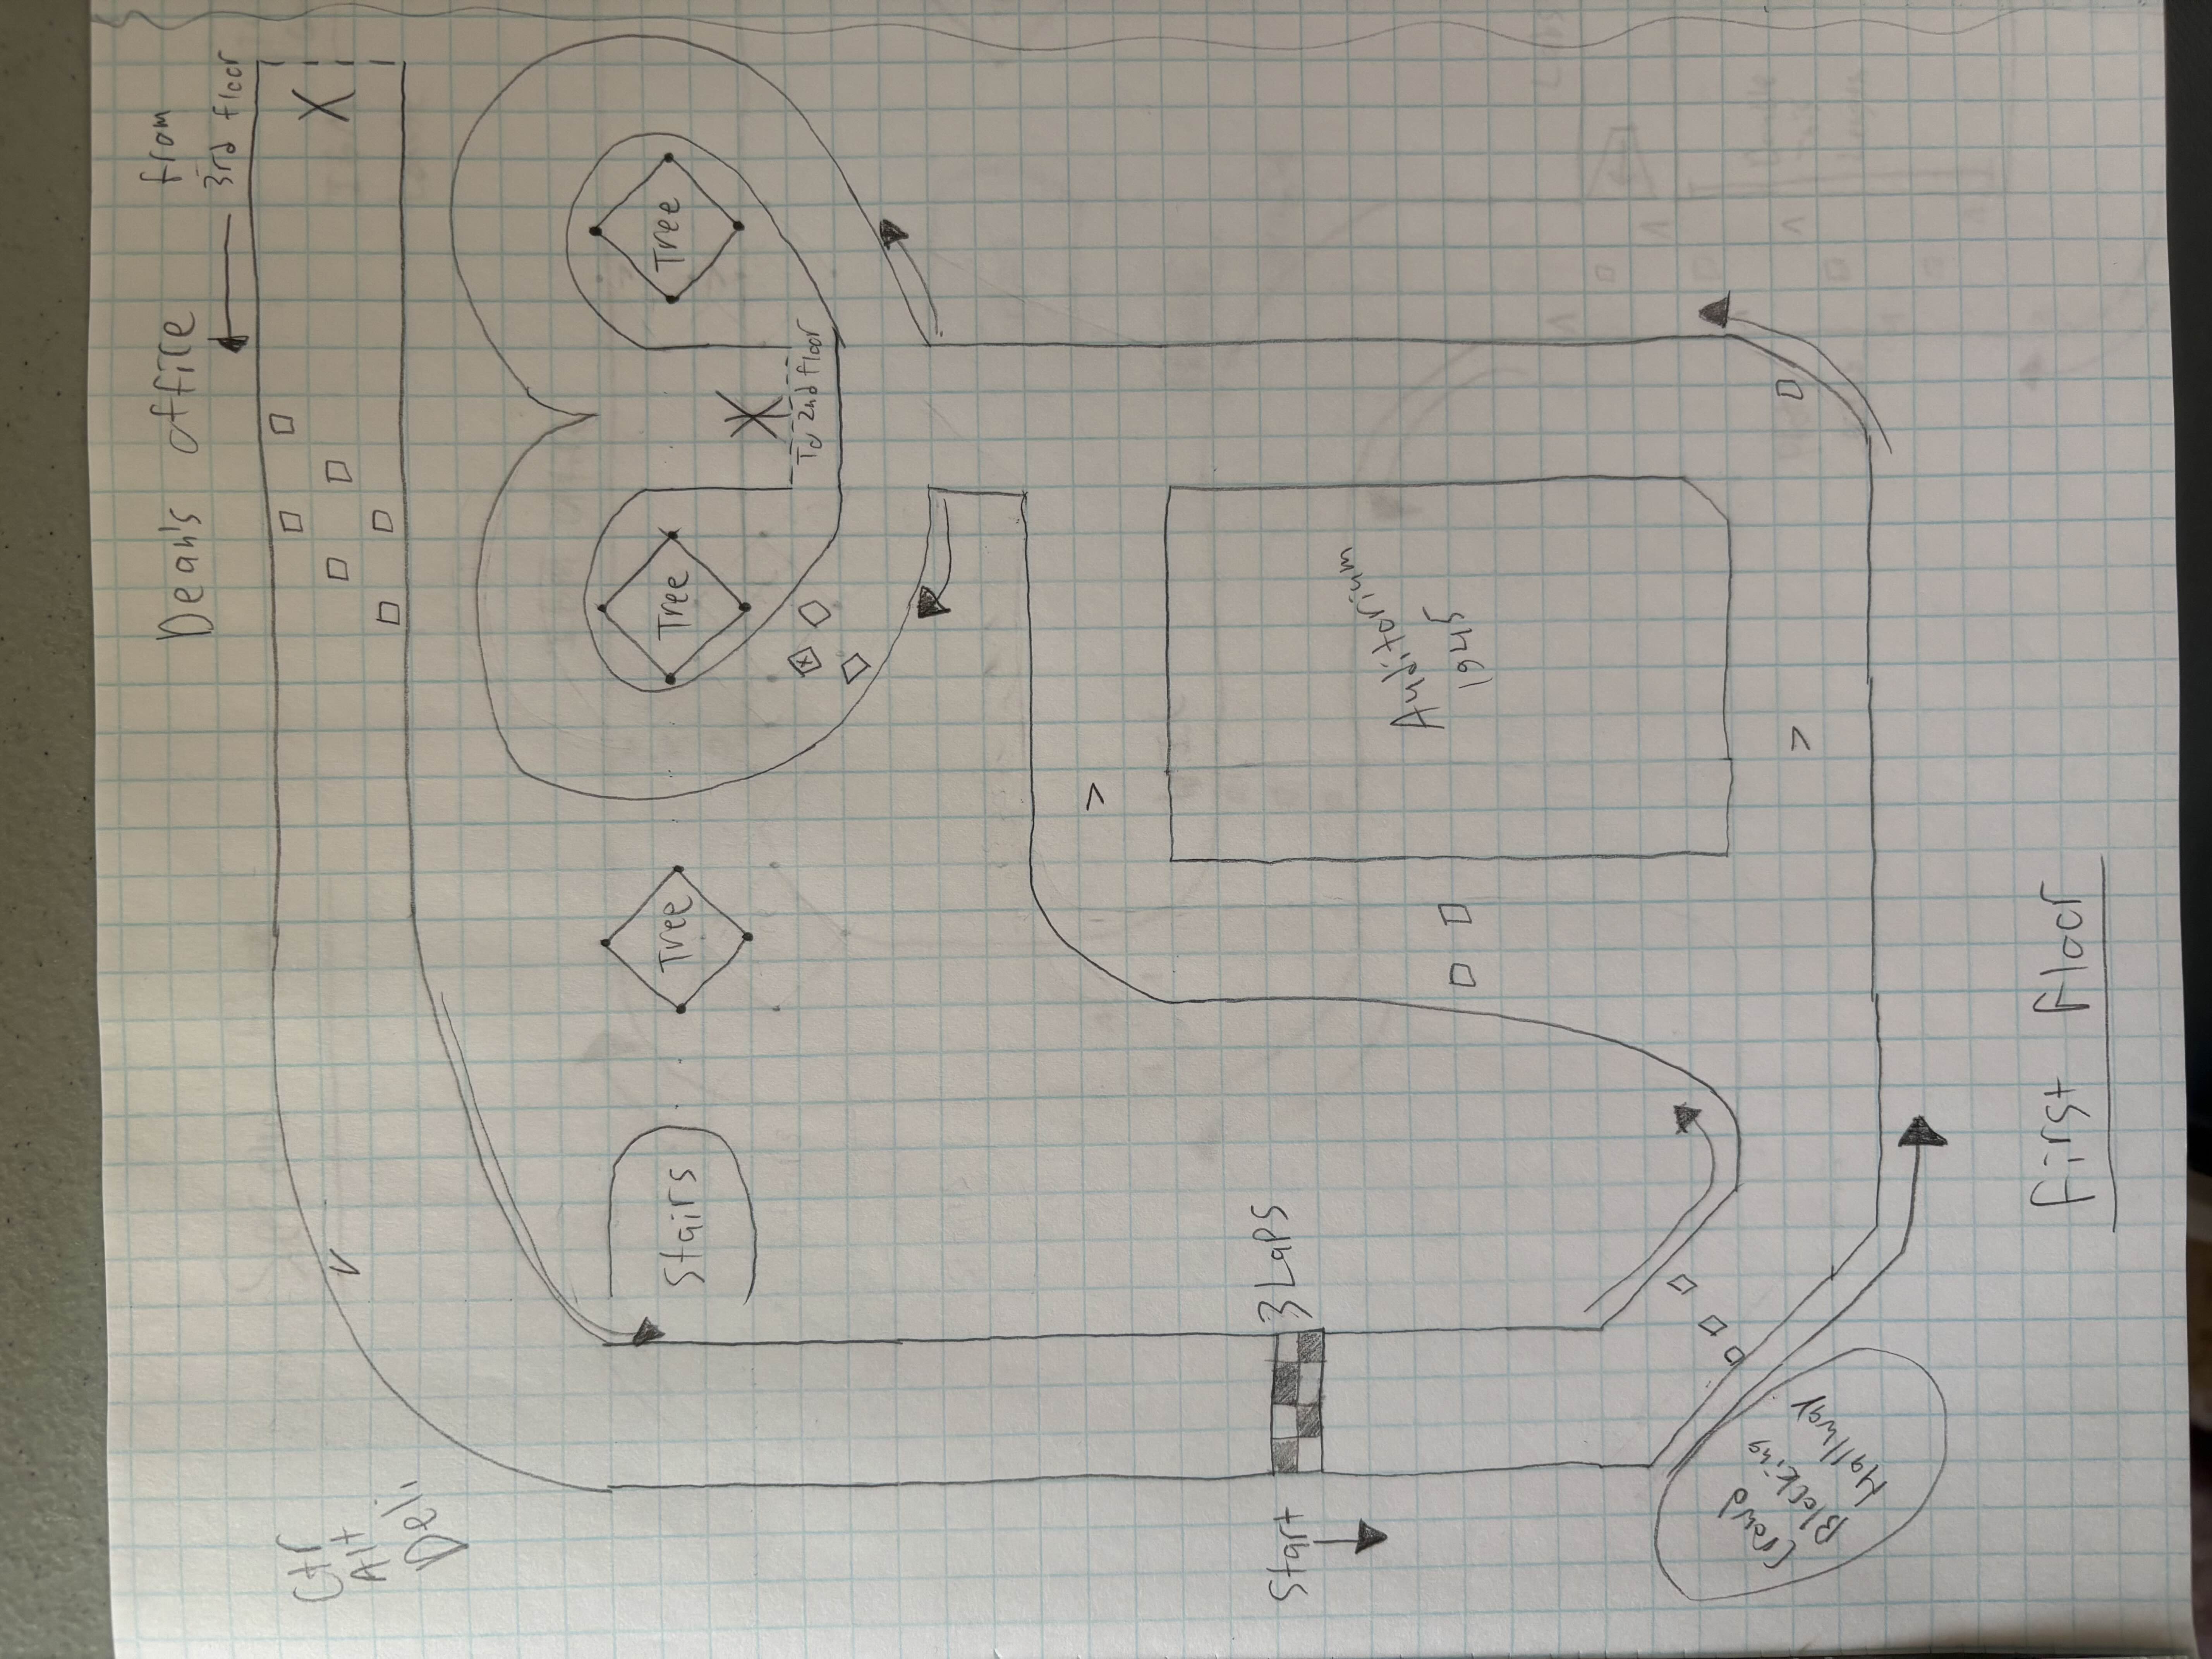 Dean's office
from
3rd floor
Ctr
Alt
Deli
X
v
Stairs
Tree
Tree
Tree
X
To 2nd floor
x
>
Start
3 Laps
Auditorium
1945
Crowd
Blocking
Hallway
>
First Floor